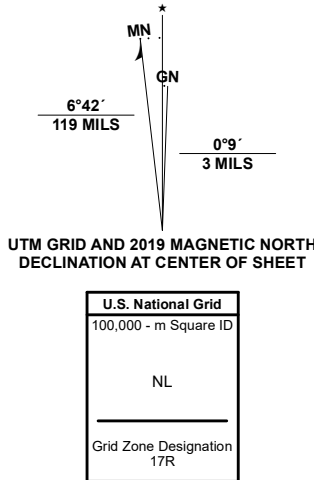 ★
MN
GN
6°42´
119 MILS
0°9´
3 MILS
UTM GRID AND 2019 MAGNETIC NORTH
DECLINATION AT CENTER OF SHEET
U.S. National Grid
100,000 - m Square ID
NL
Grid Zone Designation
17R